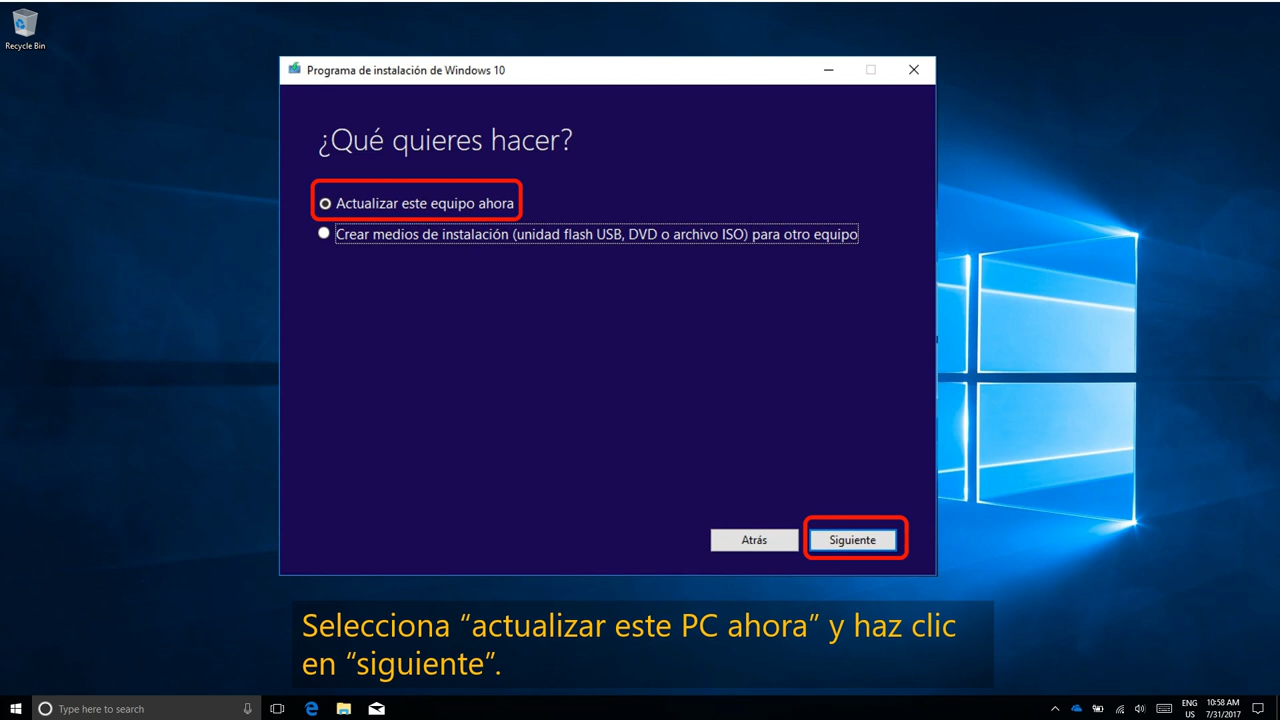 Recycle Bin
Programa de instalación de Windows 10
¿Qué quieres hacer?
Actualizar este equipo ahora
Crear medios de instalación (unidad flash USB, DVD o archivo ISO) para otro equipo
Atrás
Siguiente
Selecciona “actualizar este PC ahora” y haz clic
en “siguiente”.
Type here to search
ENG
US
10:58 AM
7/31/2017